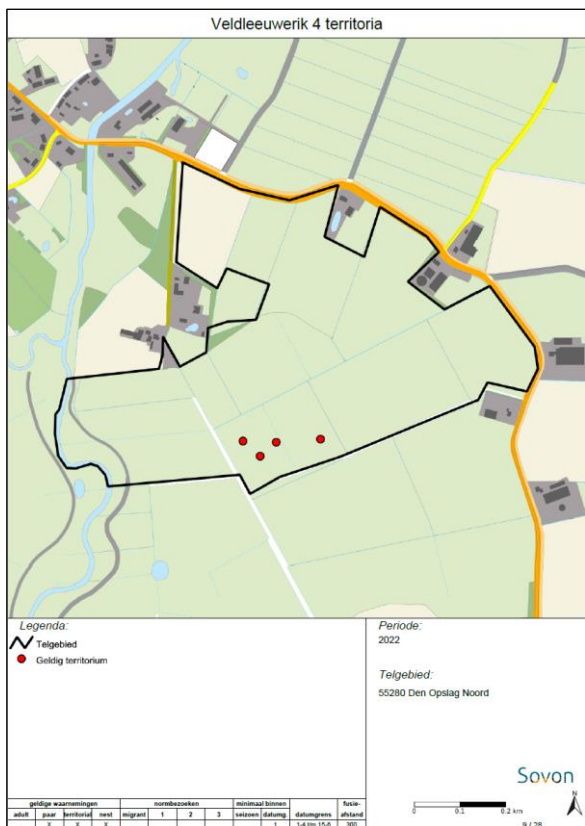 Veldleeuwerik 4 territoria
Legenda:
Telgebied
Geldig territorium
Periode:
2022
Telgebied:
55280 Den Opslag Noord
Sovon
0 0.1 0.2 km
N
9 / 28
geldige waarnemingen normbezoeken minimaal binnen fusie-
adult paar territorial nest migrant 1 2 3 seizoen datumg. datumgrens afstand
X X X 1 1-4 t/m 15-6 300